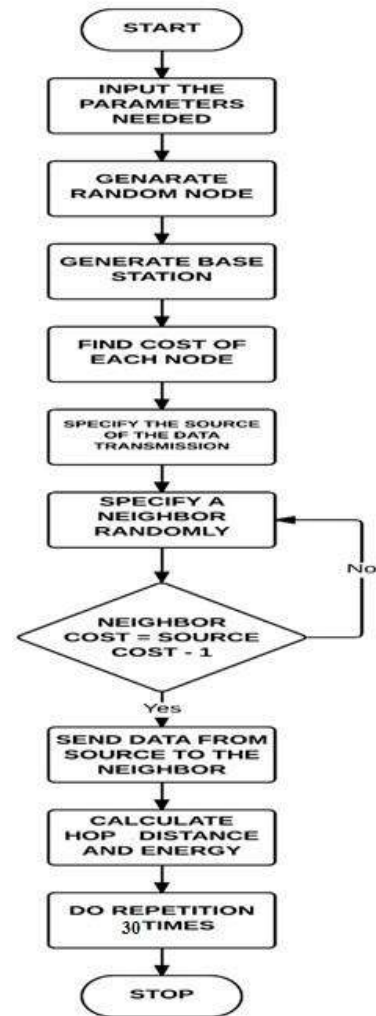 START
INPUT THE
PARAMETERS
NEEDED
GENARATE
RANDOM NODE
GENERATE BASE
STATION
FIND COST OF
EACH NODE
SPECIFY THE SOURCE
OF THE DATA
TRANSMISSION
SPECIFY A
NEIGHBOR
RANDOMLY
No
NEIGHBOR
COST = SOURCE
COST - 1
Yes
SEND DATA FROM
SOURCE TO THE
NEIGHBOR
CALCULATE
HOP DISTANCE
AND ENERGY
DO REPETITION
30 TIMES
STOP